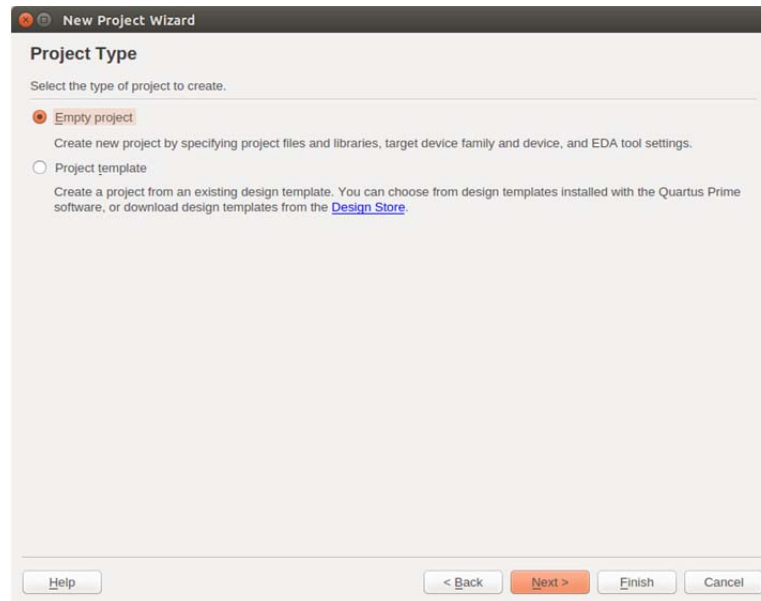 New Project Wizard
Project Type
Select the type of project to create.
Empty project
Create new project by specifying project files and libraries, target device family and device, and EDA tool settings.
Project template
Create a project from an existing design template. You can choose from design templates installed with the Quartus Prime
software, or download design templates from the Design Store.
Help
< Back
Next >
Finish
Cancel